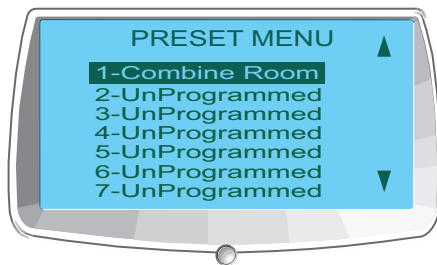 PRESET MENU
1-Combine Room
2-UnProgrammed
3-UnProgrammed
4-UnProgrammed
5-UnProgrammed
6-UnProgrammed
7-UnProgrammed